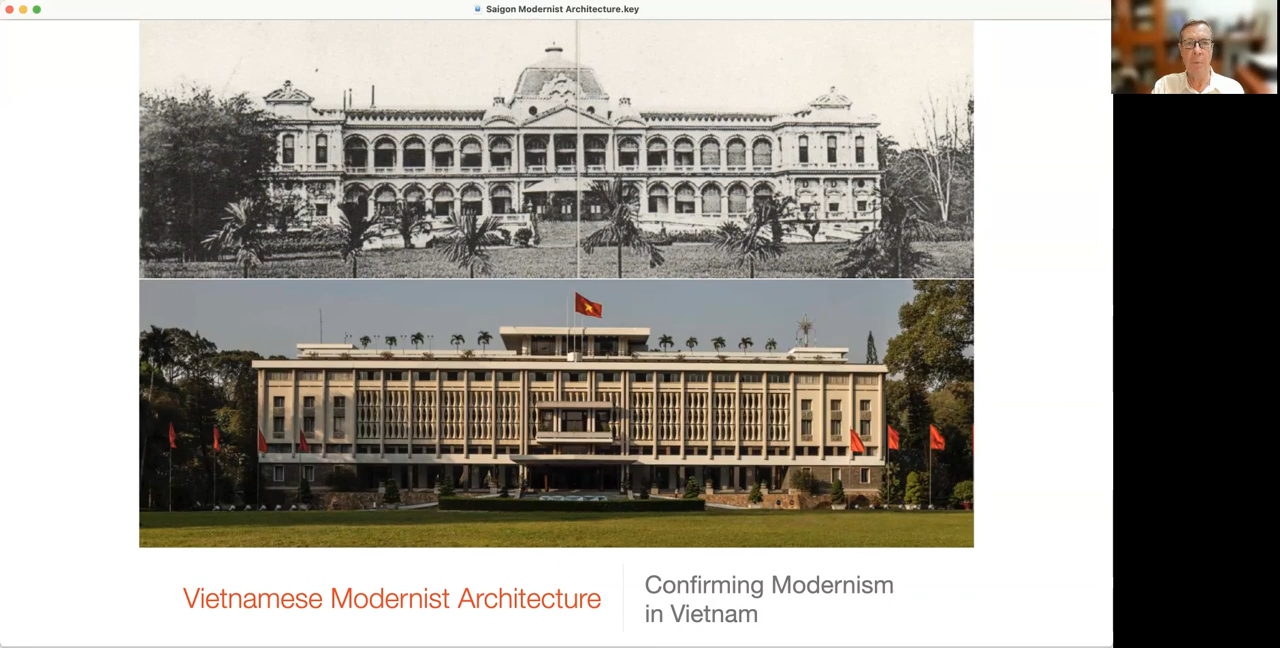 Saigon Modernist Architecture.key
Vietnamese Modernist Architecture
Confirming Modernism
in Vietnam